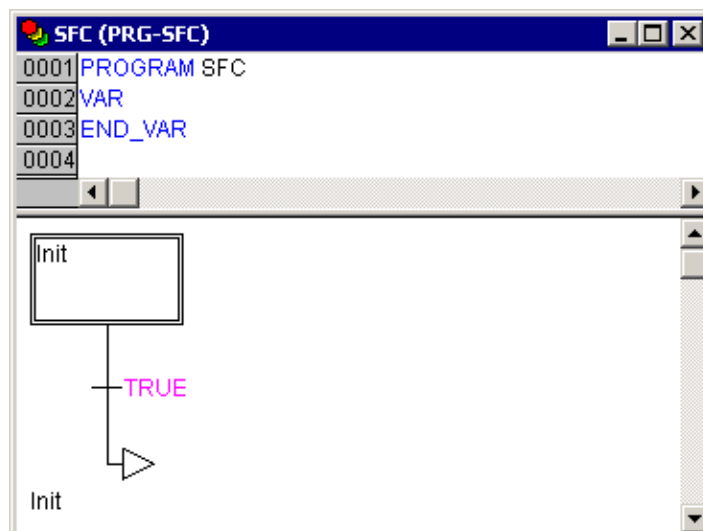 SFC (PRG-SFC)
0001 PROGRAM SFC
0002 VAR
0003 END_VAR
0004
Init
TRUE
Init